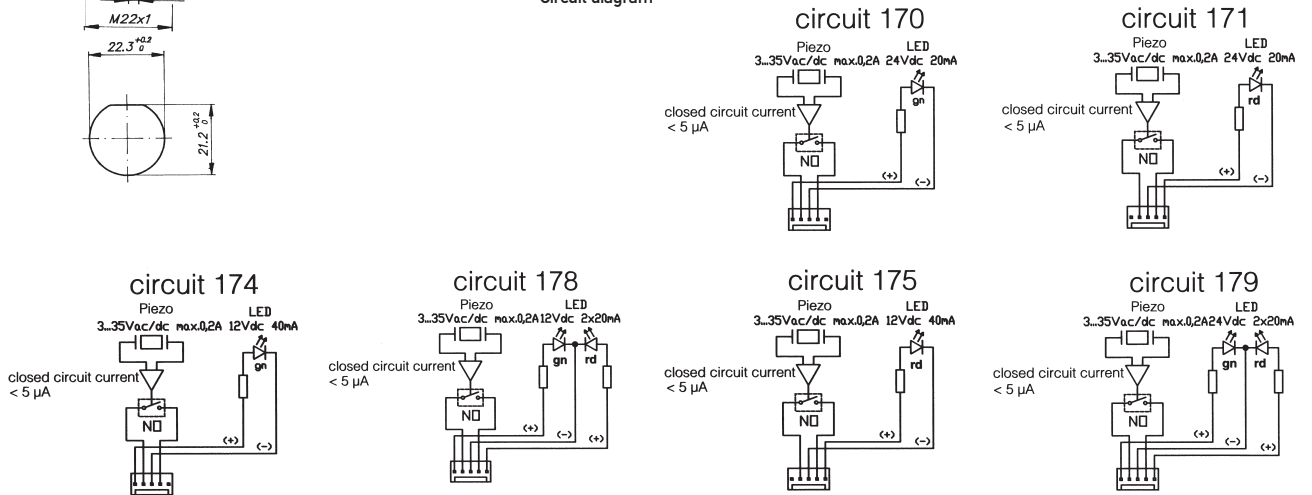 Circuit diagram
M22x1
22.3 +0.2 0
21.2 +0.2 0
circuit 170
Piezo LED
3...35Vac/dc max.0,2A 24Vdc 20mA
gn
closed circuit current
< 5 µA
NO
(+) (-)
circuit 171
Piezo LED
3...35Vac/dc max.0,2A 24Vdc 20mA
rd
closed circuit current
< 5 µA
NO
(+) (-)
circuit 174
Piezo LED
3...35Vac/dc max.0,2A 12Vdc 40mA
gn
closed circuit current
< 5 µA
NO
(+) (-)
circuit 178
Piezo LED
3...35Vac/dc max.0,2A 12Vdc 2x20mA
gn rd
closed circuit current
< 5 µA
NO
(+) (-) (+)
circuit 175
Piezo LED
3...35Vac/dc max.0,2A 12Vdc 40mA
rd
closed circuit current
< 5 µA
NO
(+) (-)
circuit 179
Piezo LED
3...35Vac/dc max.0,2A 24Vdc 2x20mA
gn rd
closed circuit current
< 5 µA
NO
(+) (-) (+)